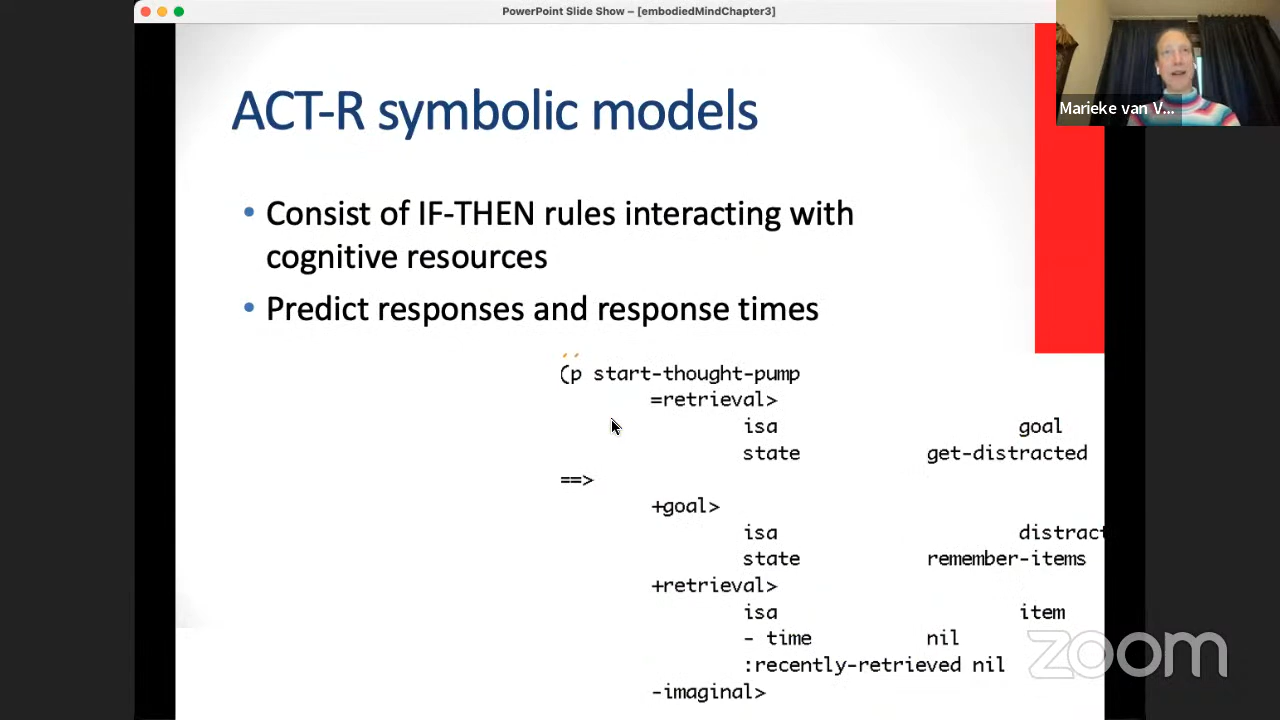 PowerPoint Slide Show – [embodiedMindChapter3]
Marieke van V...
ACT-R symbolic models
• Consist of IF-THEN rules interacting with
cognitive resources
• Predict responses and response times
(p start-thought-pump
=retrieval>
isa goal
state get-distracted
==>
+goal>
isa distract
state remember-items
+retrieval>
isa item
- time nil
:recently-retrieved nil
-imaginal>
zoom